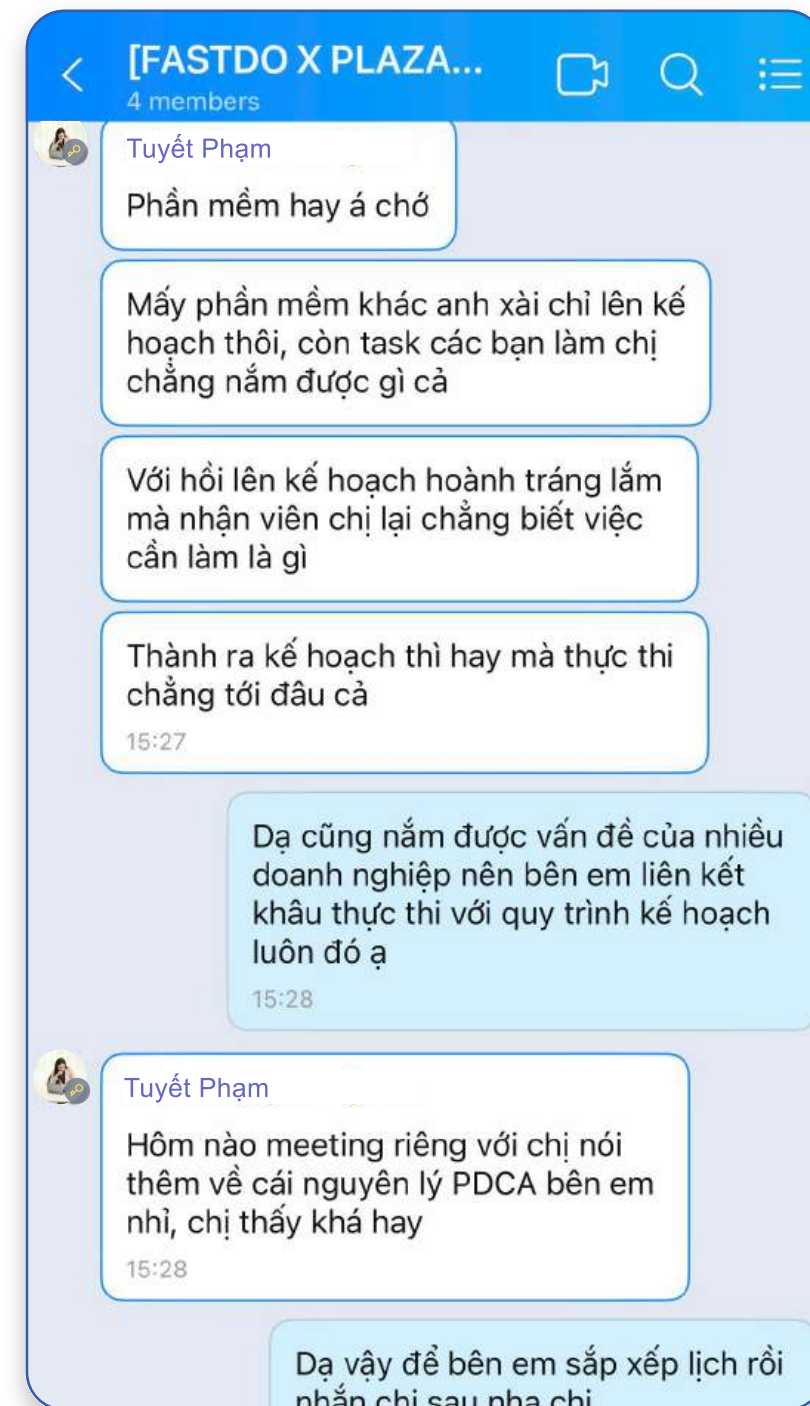 [FASTDO X PLAZA...
4 members
Tuyết Phạm
Phần mềm hay á chớ
Mấy phần mềm khác anh xài chỉ lên kế
hoạch thôi, còn task các bạn làm chị
chẳng nắm được gì cả
Với hồi lên kế hoạch hoành tráng lắm
mà nhận viên chị lại chẳng biết việc
cần làm là gì
Thành ra kế hoạch thì hay mà thực thi
chẳng tới đâu cả
15:27
Dạ cũng nắm được vấn đề của nhiều
doanh nghiệp nên bên em liên kết
khâu thực thi với quy trình kế hoạch
luôn đó ạ
15:28
Tuyết Phạm
Hôm nào meeting riêng với chị nói
thêm về cái nguyên lý PDCA bên em
nhỉ, chị thấy khá hay
15:28
Dạ vậy để bên em sắp xếp lịch rồi
nhắn chị sau nha chị